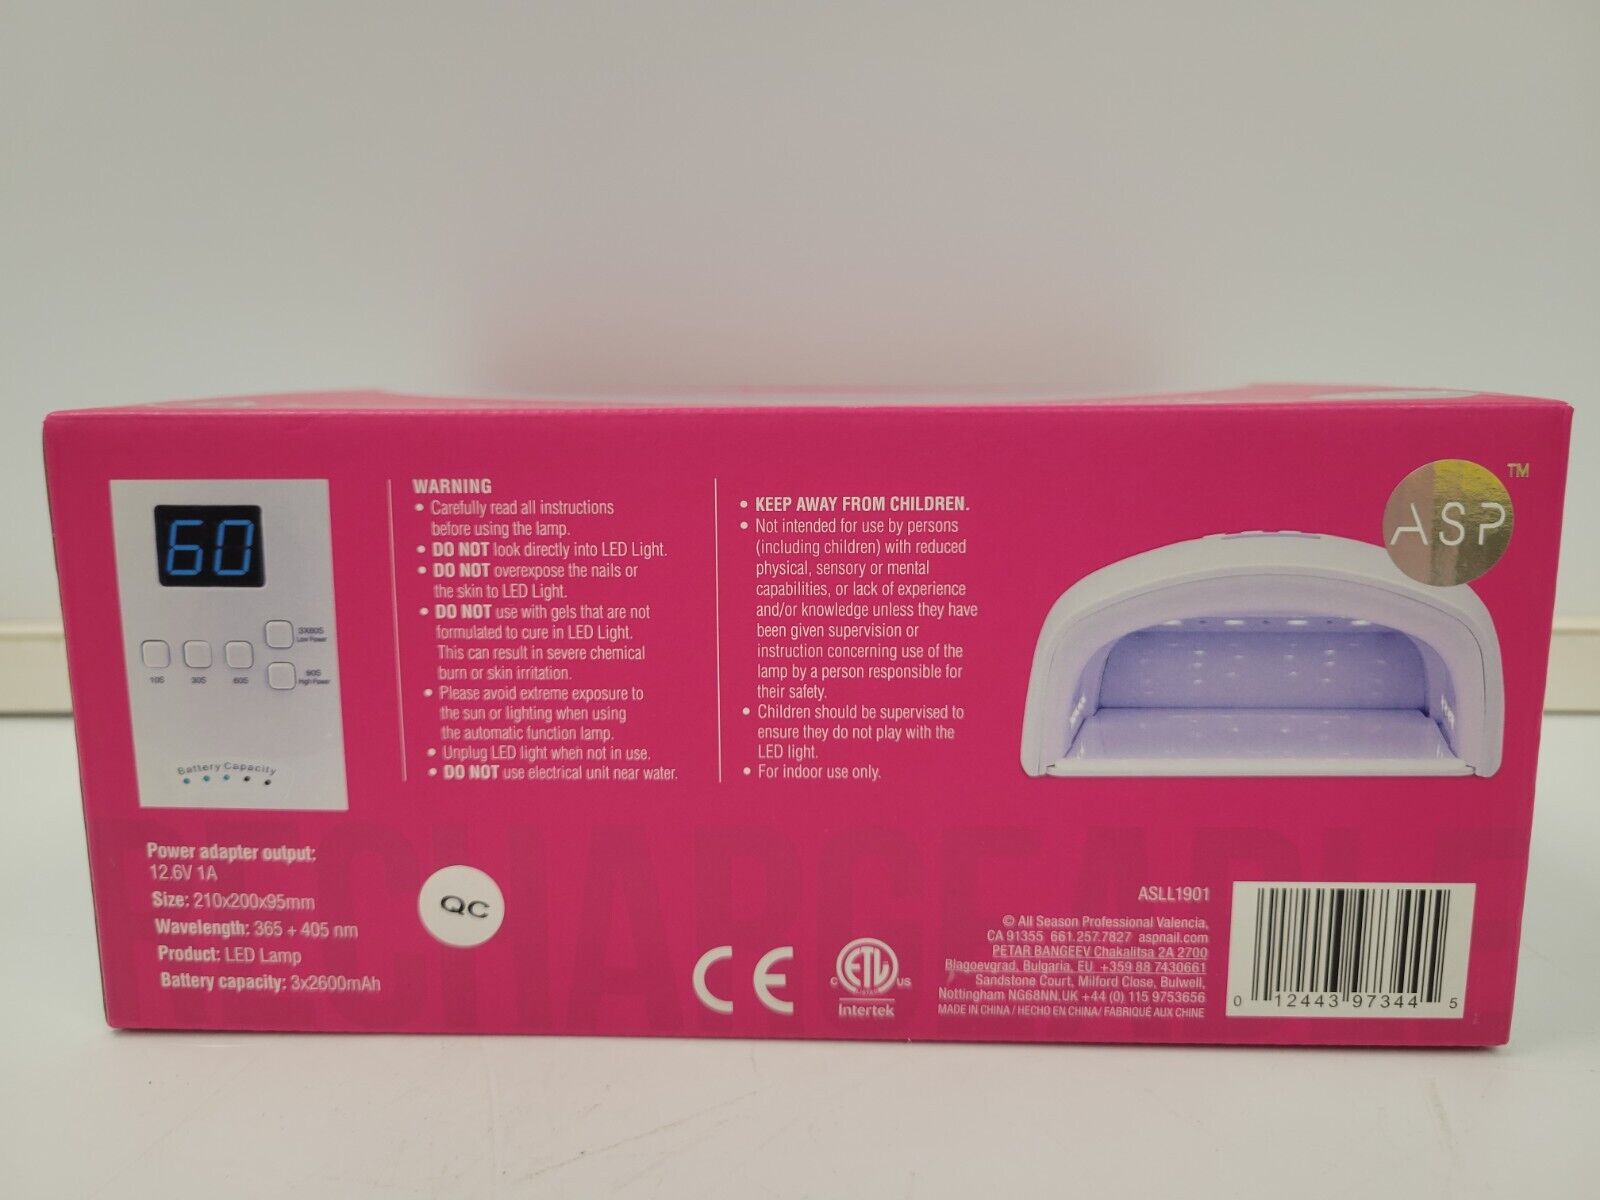 60
3X60S
Low Power
10S
30S
60S
90S
High Power
Battery Capacity
WARNING
• Carefully read all instructions
before using the lamp.
• DO NOT look directly into LED Light.
• DO NOT overexpose the nails or
the skin to LED Light.
• DO NOT use with gels that are not
formulated to cure in LED Light.
This can result in severe chemical
burn or skin irritation.
• Please avoid extreme exposure to
the sun or lighting when using
the automatic function lamp.
• Unplug LED light when not in use.
• DO NOT use electrical unit near water.
• KEEP AWAY FROM CHILDREN.
• Not intended for use by persons
(including children) with reduced
physical, sensory or mental
capabilities, or lack of experience
and/or knowledge unless they have
been given supervision or
instruction concerning use of the
lamp by a person responsible for
their safety.
• Children should be supervised to
ensure they do not play with the
LED light.
• For indoor use only.
ASP™
RECHARGEABLE
Power adapter output:
12.6V 1A
Size: 210x200x95mm
Wavelength: 365 + 405 nm
Product: LED Lamp
Battery capacity: 3x2600mAh
QC
CE
C ETL US
Intertek
ASLL1901
© All Season Professional Valencia,
CA 91355 661.257.7827 aspnail.com
PETAR BANGEEV Chakalitsa 2A 2700
Blagoevgrad, Bulgaria, EU +359 88 7430661
Sandstone Court, Milford Close, Bulwell,
Nottingham NG68NN.UK +44 (0) 115 9753656
MADE IN CHINA / HECHO EN CHINA/ FABRIQUÉ AUX CHINE
0 12443 97344 5